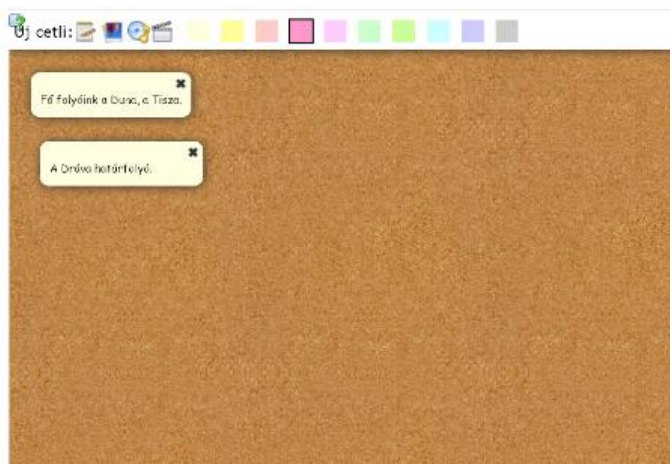 Új cetli:
Fő folyóink a Duna, a Tisza.
A Dráva határfolyó.